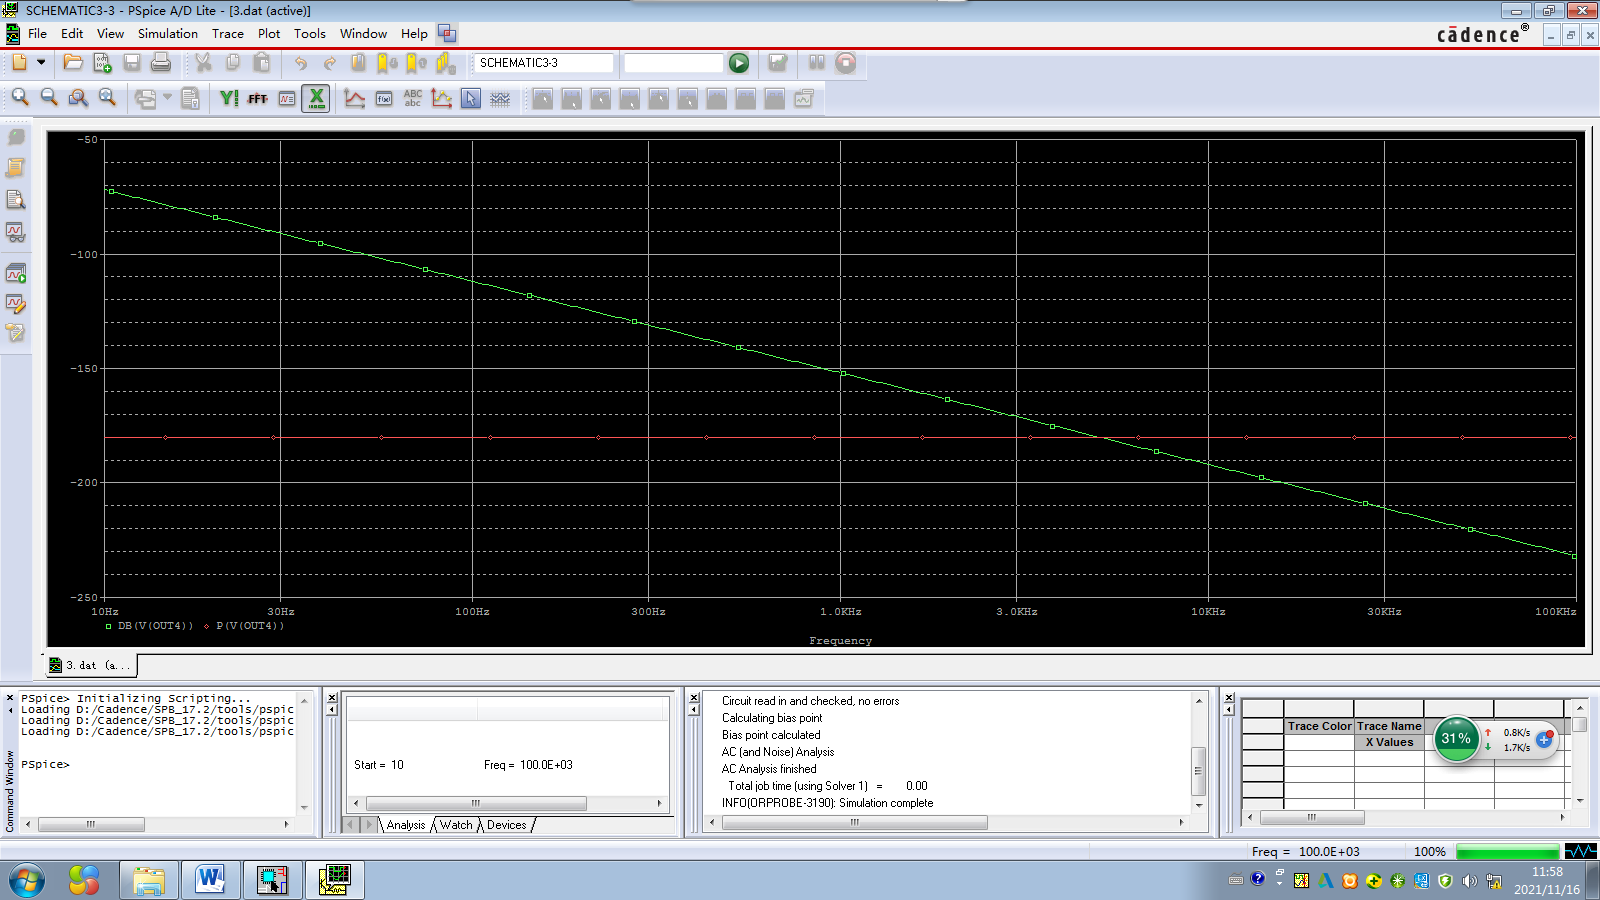 SCHEMATIC3-3 - PSpice A/D Lite - [3.dat (active)]
File Edit View Simulation Trace Plot Tools Window Help
cādence®
SCHEMATIC3-3
FFT
ABC
abc
-50
-100
-150
-200
-250
10Hz 30Hz 100Hz 300Hz 1.0KHz 3.0KHz 10KHz 30KHz 100KHz
DB(V(OUT4)) P(V(OUT4))
Frequency
3.dat (a...
Command Window
PSpice> Initializing Scripting...
Loading D:/Cadence/SPB_17.2/tools/pspic
Loading D:/Cadence/SPB_17.2/tools/pspic
Loading D:/Cadence/SPB_17.2/tools/pspic
PSpice>
Start = 10 Freq = 100.0E+03
Analysis Watch Devices
Circuit read in and checked, no errors
Calculating bias point
Bias point calculated
AC (and Noise) Analysis
AC Analysis finished
Total job time (using Solver 1) = 0.00
INFO(ORPROBE-3190): Simulation complete
Trace Color Trace Name
X Values
31%
0.8K/s
1.7K/s
Freq = 100.0E+03 100%
11:58
2021/11/16